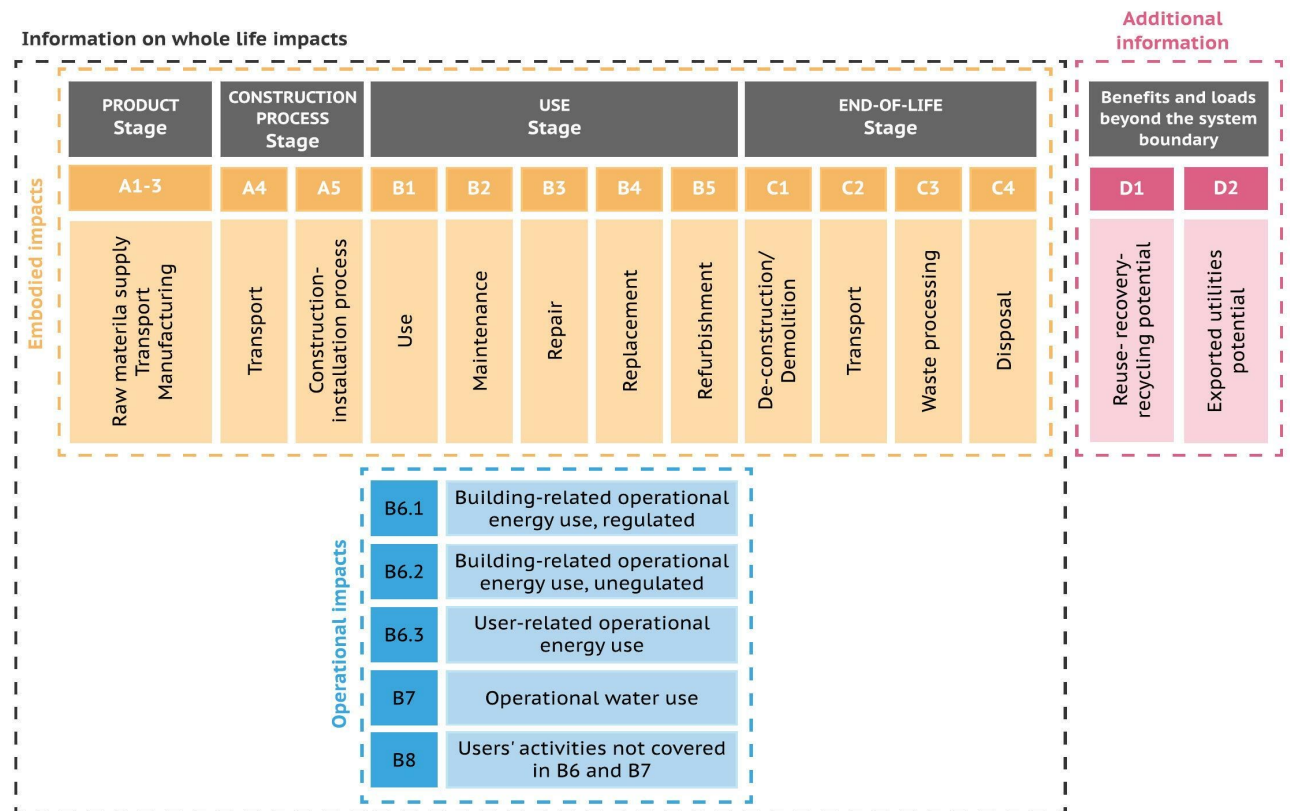 Information on whole life impacts
Additional
information
Embodied impacts
PRODUCT
Stage
CONSTRUCTION
PROCESS
Stage
USE
Stage
END-OF-LIFE
Stage
Benefits and loads
beyond the system
boundary
A1-3
A4
A5
B1
B2
B3
B4
B5
C1
C2
C3
C4
D1
D2
Raw materila supply
Transport
Manufacturing
Transport
Construction-
installation process
Use
Maintenance
Repair
Replacement
Refurbishment
De-construction/
Demolition
Transport
Waste processing
Disposal
Reuse- recovery-
recycling potential
Exported utilities
potential
Operational impacts
B6.1
Building-related operational
energy use, regulated
B6.2
Building-related operational
energy use, unegulated
B6.3
User-related operational
energy use
B7
Operational water use
B8
Users' activities not covered
in B6 and B7